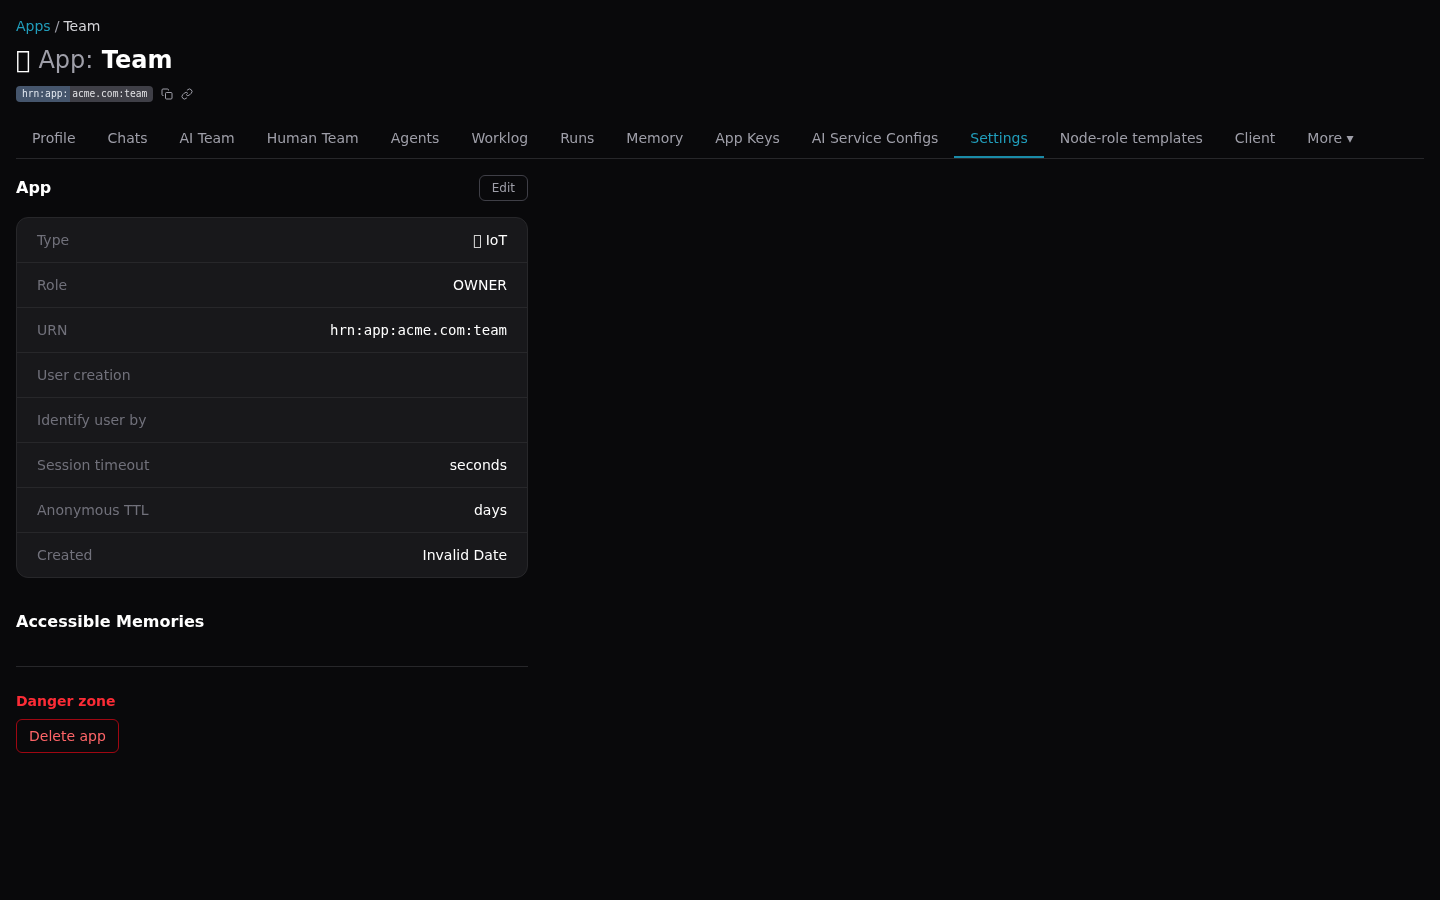 Apps / Team
App: Team
hrn:app: acme.com:team
Profile Chats AI Team Human Team Agents Worklog Runs Memory App Keys AI Service Configs Settings Node-role templates Client More ▾
App Edit
Type IoT
Role OWNER
URN hrn:app:acme.com:team
User creation
Identify user by
Session timeout seconds
Anonymous TTL days
Created Invalid Date
Accessible Memories
Danger zone
Delete app